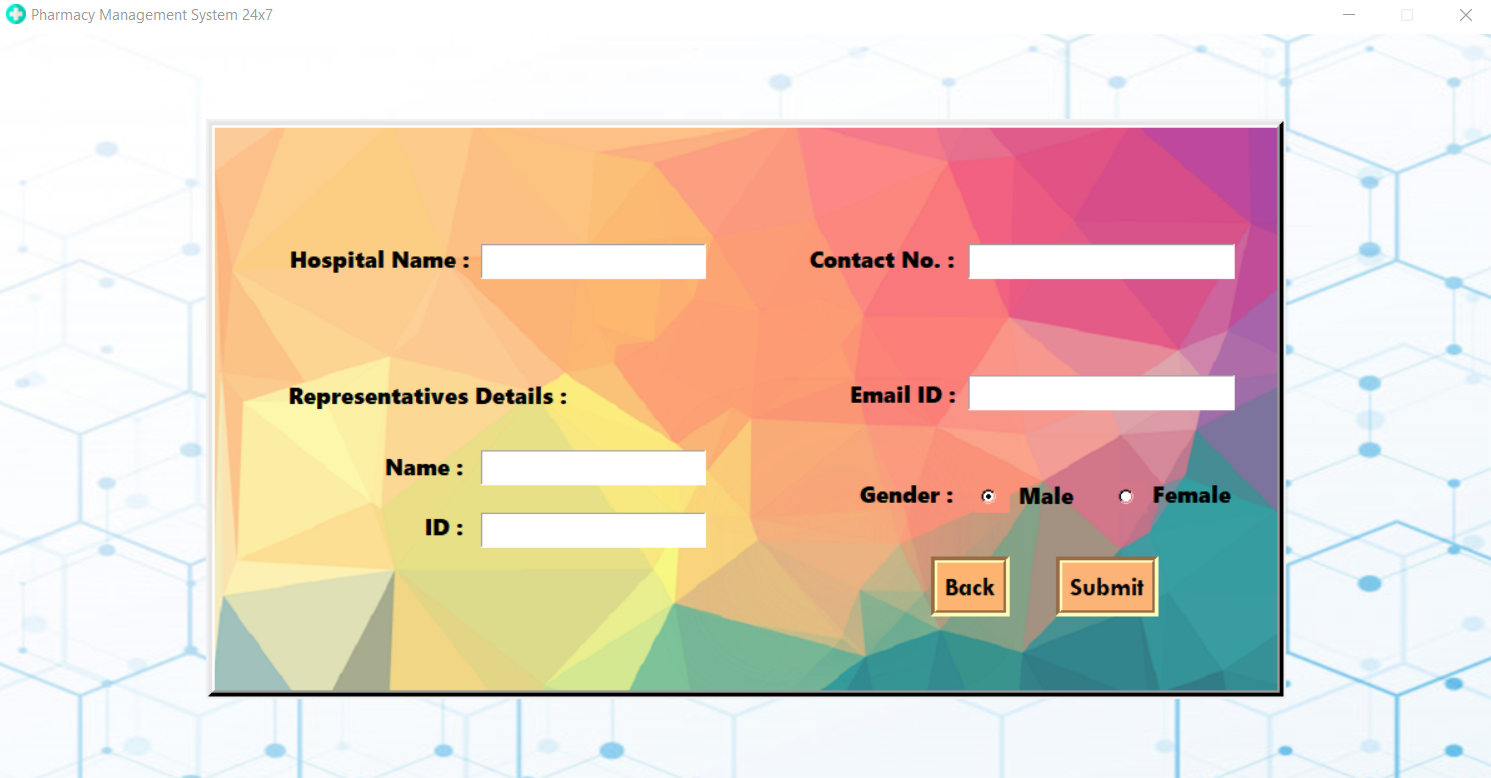 Pharmacy Management System 24x7
Hospital Name :
Contact No. :
Representatives Details :
Email ID :
Name :
Gender :
Male
Female
ID :
Back
Submit